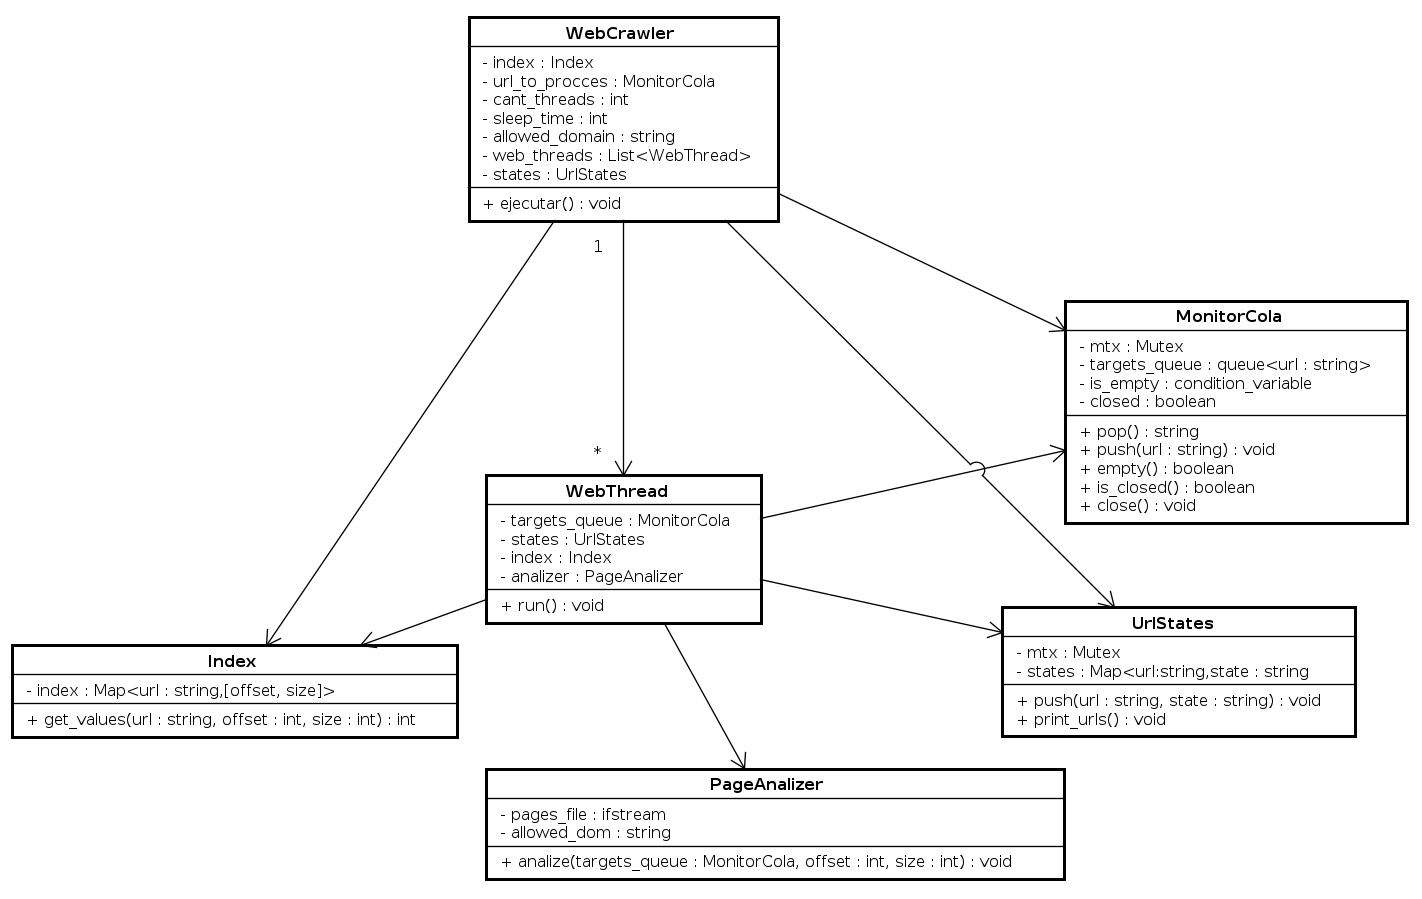 WebCrawler
- index : Index
- url_to_procces : MonitorCola
- cant_threads : int
- sleep_time : int
- allowed_domain : string
- web_threads : List<WebThread>
- states : UrlStates
+ ejecutar() : void
1
*
MonitorCola
- mtx : Mutex
- targets_queue : queue<url : string>
- is_empty : condition_variable
- closed : boolean
+ pop() : string
+ push(url : string) : void
+ empty() : boolean
+ is_closed() : boolean
+ close() : void
WebThread
- targets_queue : MonitorCola
- states : UrlStates
- index : Index
- analizer : PageAnalizer
+ run() : void
UrlStates
- mtx : Mutex
- states : Map<url:string,state : string
+ push(url : string, state : string) : void
+ print_urls() : void
Index
- index : Map<url : string,[offset, size]>
+ get_values(url : string, offset : int, size : int) : int
PageAnalizer
- pages_file : ifstream
- allowed_dom : string
+ analize(targets_queue : MonitorCola, offset : int, size : int) : void